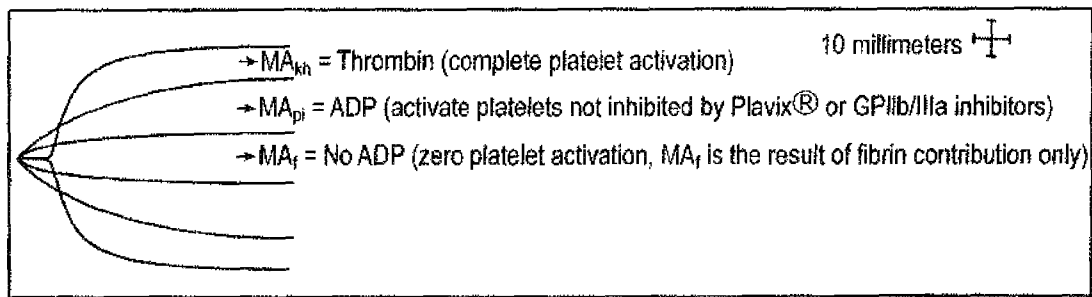 10 millimeters
→ MAkh = Thrombin (complete platelet activation)
→ MApi = ADP (activate platelets not inhibited by Plavix® or GPIIb/IIIa inhibitors)
→ MAf = No ADP (zero platelet activation, MAf is the result of fibrin contribution only)